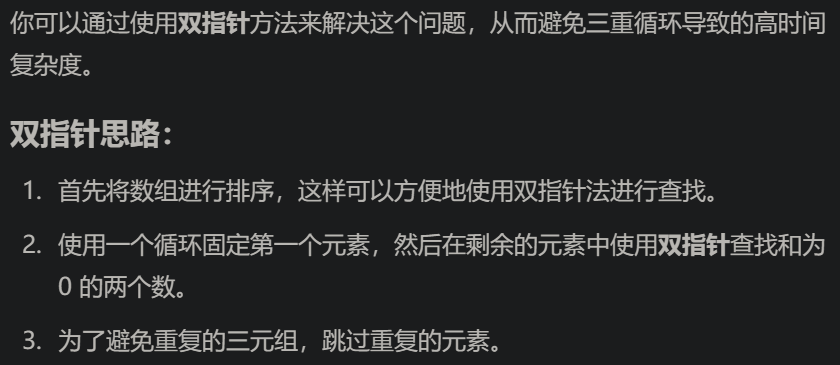 你可以通过使用双指针方法来解决这个问题，从而避免三重循环导致的高时间
复杂度。
双指针思路：
1. 首先将数组进行排序，这样可以方便地使用双指针法进行查找。
2. 使用一个循环固定第一个元素，然后在剩余的元素中使用双指针查找和为
0 的两个数。
3. 为了避免重复的三元组，跳过重复的元素。